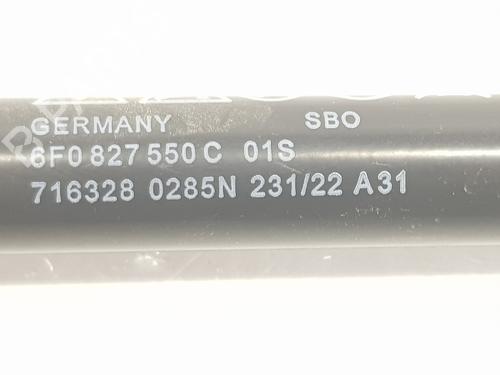 GERMANY SBO
6F0 827 550 C 01S
716328 0285N 231/22 A31